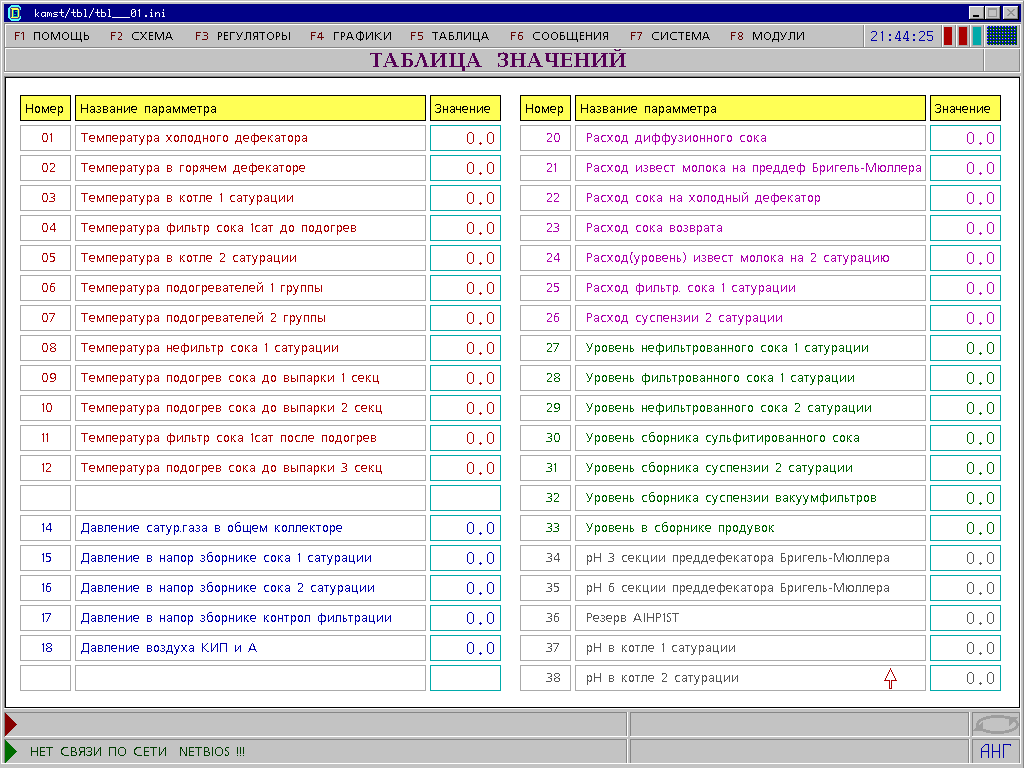 kamst/tbl/tbl___01.ini
F1 ПОМОЩЬ F2 СХЕМА F3 РЕГУЛЯТОРЫ F4 ГРАФИКИ F5 ТАБЛИЦА F6 СООБЩЕНИЯ F7 СИСТЕМА F8 МОДУЛИ 21:44:25
ТАБЛИЦА ЗНАЧЕНИЙ
Номер Название парамметра Значение
01 Температура холодного дефекатора 0.0
02 Температура в горячем дефекаторе 0.0
03 Температура в котле 1 сатурации 0.0
04 Температура фильтр сока 1сат до подогрев 0.0
05 Температура в котле 2 сатурации 0.0
06 Температура подогревателей 1 группы 0.0
07 Температура подогревателей 2 группы 0.0
08 Температура нефильтр сока 1 сатурации 0.0
09 Температура подогрев сока до выпарки 1 секц 0.0
10 Температура подогрев сока до выпарки 2 секц 0.0
11 Температура фильтр сока 1сат после подогрев 0.0
12 Температура подогрев сока до выпарки 3 секц 0.0
14 Давление сатур.газа в общем коллекторе 0.0
15 Давление в напор зборнике сока 1 сатурации 0.0
16 Давление в напор зборнике сока 2 сатурации 0.0
17 Давление в напор зборнике контрол фильтрации 0.0
18 Давление воздуха КИП и А 0.0
Номер Название парамметра Значение
20 Расход диффузионного сока 0.0
21 Расход извест молока на преддеф Бригель-Мюллера 0.0
22 Расход сока на холодный дефекатор 0.0
23 Расход сока возврата 0.0
24 Расход(уровень) извест молока на 2 сатурацию 0.0
25 Расход фильтр. сока 1 сатурации 0.0
26 Расход суспензии 2 сатурации 0.0
27 Уровень нефильтрованного сока 1 сатурации 0.0
28 Уровень фильтрованного сока 1 сатурации 0.0
29 Уровень нефильтрованного сока 2 сатурации 0.0
30 Уровень сборника сульфитированного сока 0.0
31 Уровень сборника суспензии 2 сатурации 0.0
32 Уровень сборника суспензии вакуумфильтров 0.0
33 Уровень в сборнике продувок 0.0
34 pH 3 секции преддефекатора Бригель-Мюллера 0.0
35 pH 6 секции преддефекатора Бригель-Мюллера 0.0
36 Резерв AIHP1ST 0.0
37 pH в котле 1 сатурации 0.0
38 pH в котле 2 сатурации 0.0
НЕТ СВЯЗИ ПО СЕТИ NETBIOS !!! АНГ